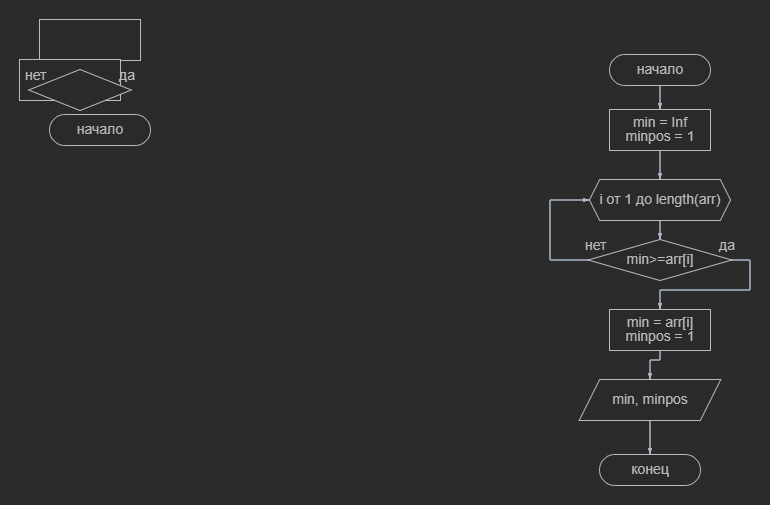 нет
да
начало
начало
min = Inf
minpos = 1
i от 1 до length(arr)
нет
да
min>=arr[i]
min = arr[i]
minpos = 1
min, minpos
конец